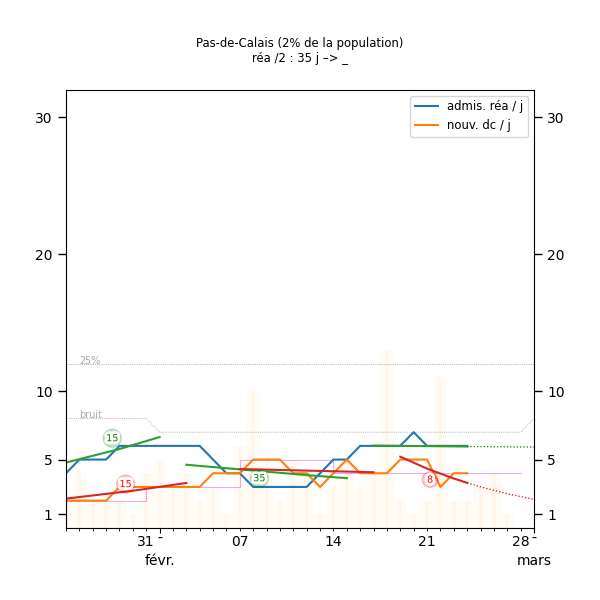 Pas-de-Calais (2% de la population)
réa /2 : 35 j –> _
admis. réa / j
nouv. dc / j
30
30
20
20
25%
10
10
bruit
15
5
5
35
15
8
1
1
31
07
14
21
28
févr.
mars